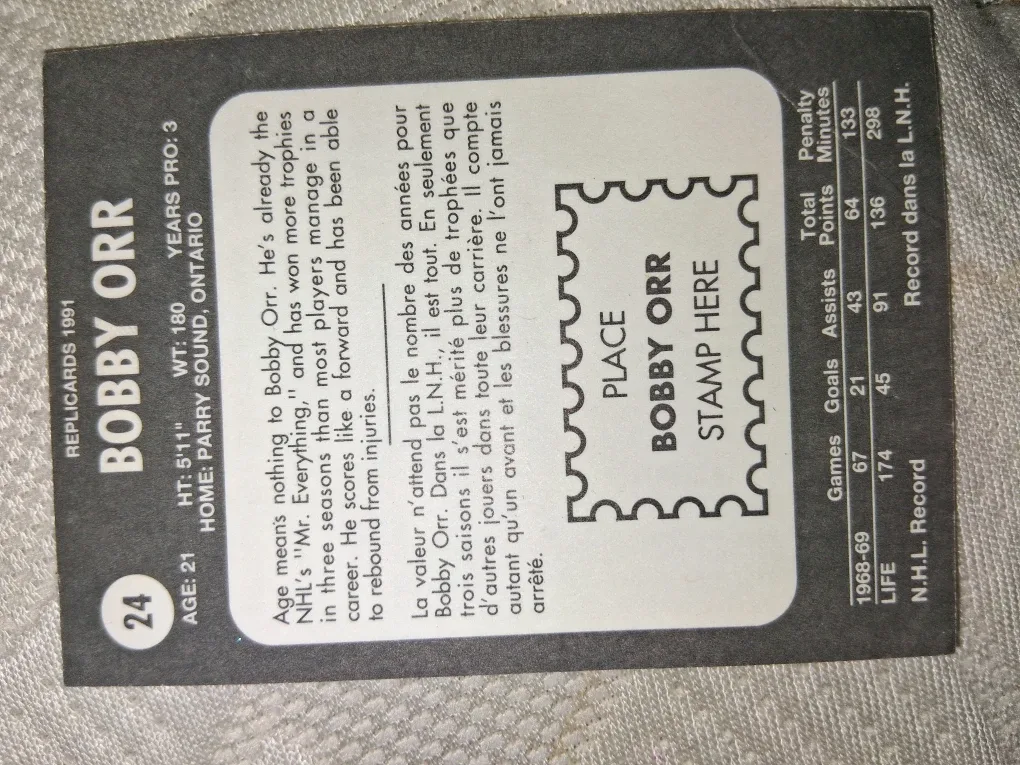 REPLICARDS 1991
24 BOBBY ORR
AGE: 21 HT: 5'11" WT: 180 YEARS PRO: 3
HOME: PARRY SOUND, ONTARIO
Age means nothing to Bobby Orr. He's already the
NHL's "Mr. Everything," and has won more trophies
in three seasons than most players manage in a
career. He scores like a forward and has been able
to rebound from injuries.
La valeur n'attend pas le nombre des années pour
Bobby Orr. Dans la L.N.H., il est tout. En seulement
trois saisons il s'est mérité plus de trophées que
d'autres jouers dans toute leur carrière. Il compte
autant qu'un avant et les blessures ne l'ont jamais
arrêté.
PLACE
BOBBY ORR
STAMP HERE
Games Goals Assists Total Points Penalty Minutes
1968-69 67 21 43 64 133
LIFE 174 45 91 136 298
N.H.L. Record Record dans la L.N.H.